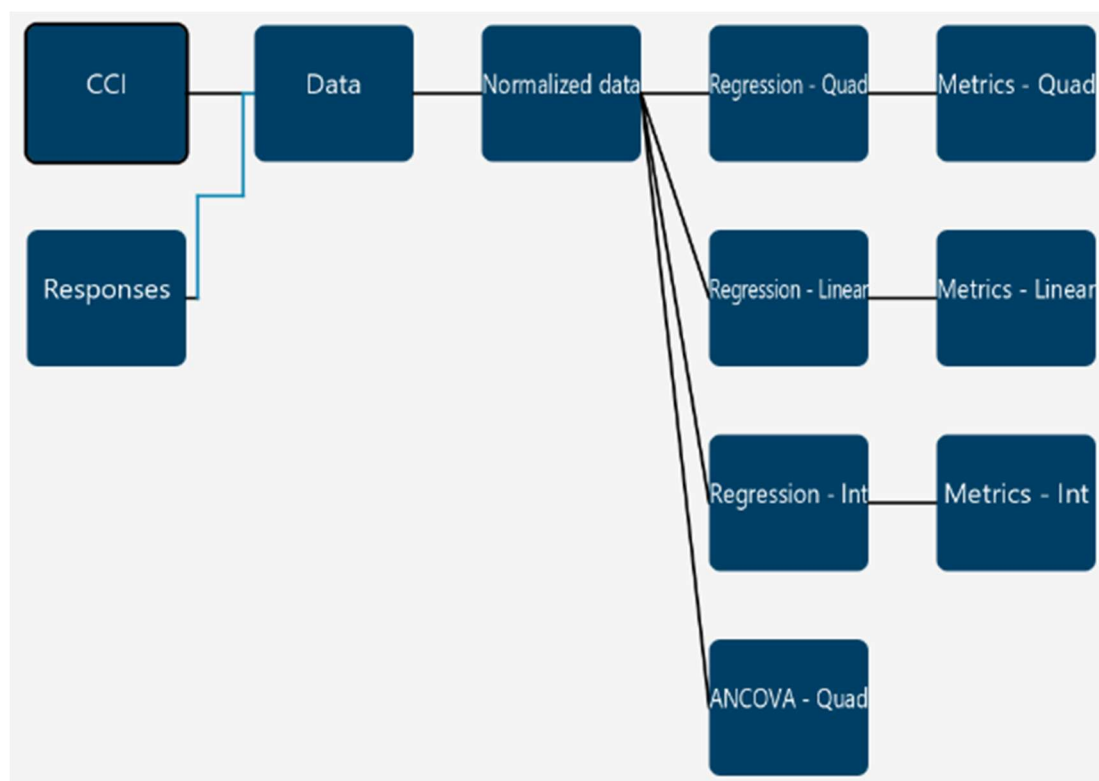 CCI
Data
Normalized data
Regression - Quad
Metrics - Quad
Responses
Regression - Linear
Metrics - Linear
Regression - Int
Metrics - Int
ANCOVA - Quad